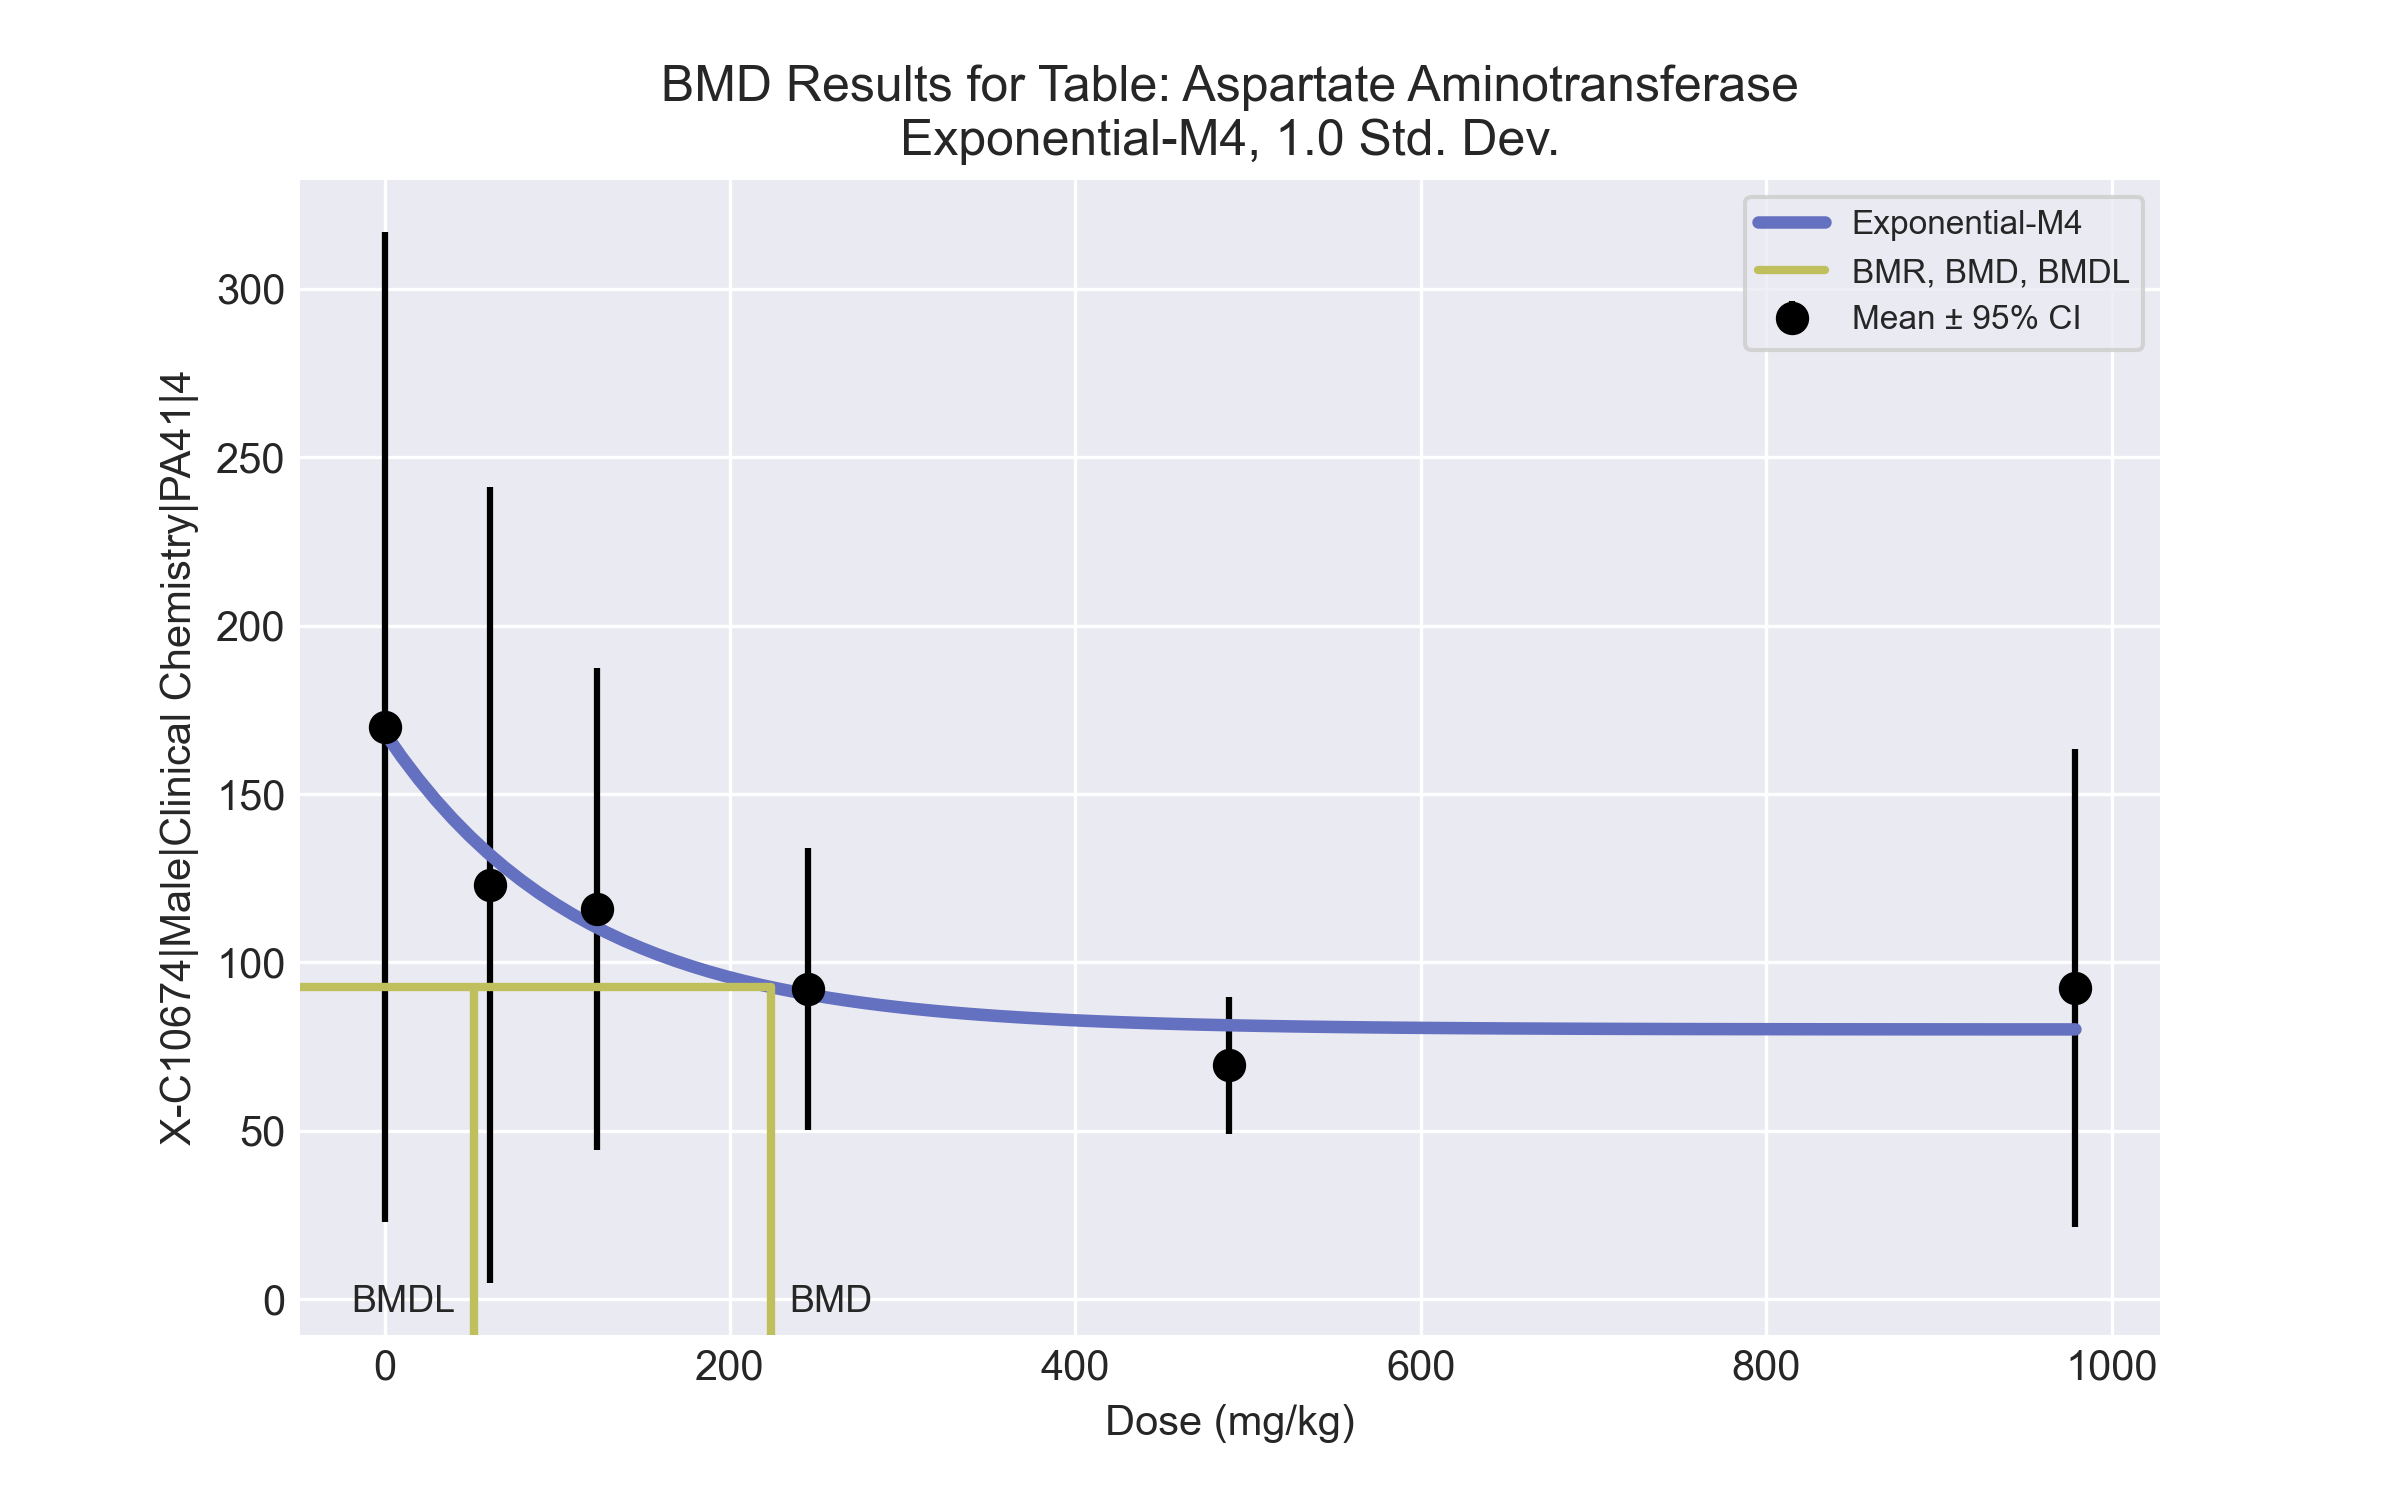 BMD Results for Table: Aspartate Aminotransferase
Exponential-M4, 1.0 Std. Dev.
Exponential-M4
BMR, BMD, BMDL
Mean ± 95% CI
X-C10674|Male|Clinical Chemistry|PA41|4
300
250
200
150
100
50
0
BMDL
BMD
0
200
400
600
800
1000
Dose (mg/kg)